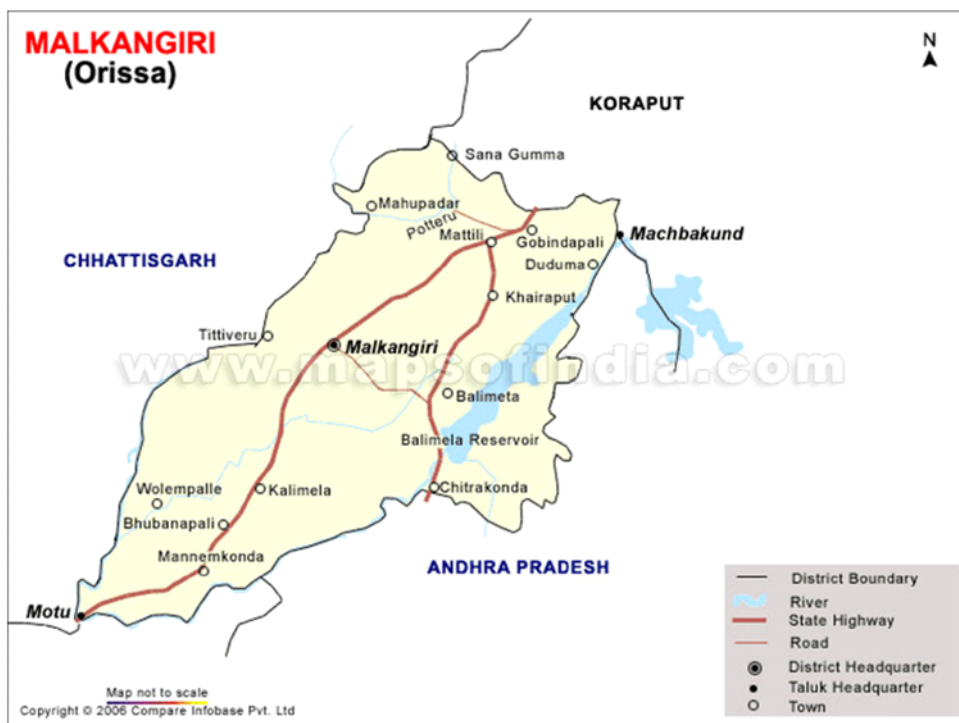 MALKANGIRI
(Orissa)
N
KORAPUT
Sana Gumma
Mahupadar
Potteru
Mattili
Gobindapali
Machbakund
CHHATTISGARH
Duduma
Khairaput
Tittiveru
Malkangiri
www.mapsofindia.com
Balimeta
Balimela Reservoir
Wolempalle
Kalimela
Chitrakonda
Bhubanapali
Mannemkonda
ANDHRA PRADESH
Motu
District Boundary
River
State Highway
Road
District Headquarter
Taluk Headquarter
Town
Map not to scale
Copyright © 2006 Compare Infobase Pvt. Ltd